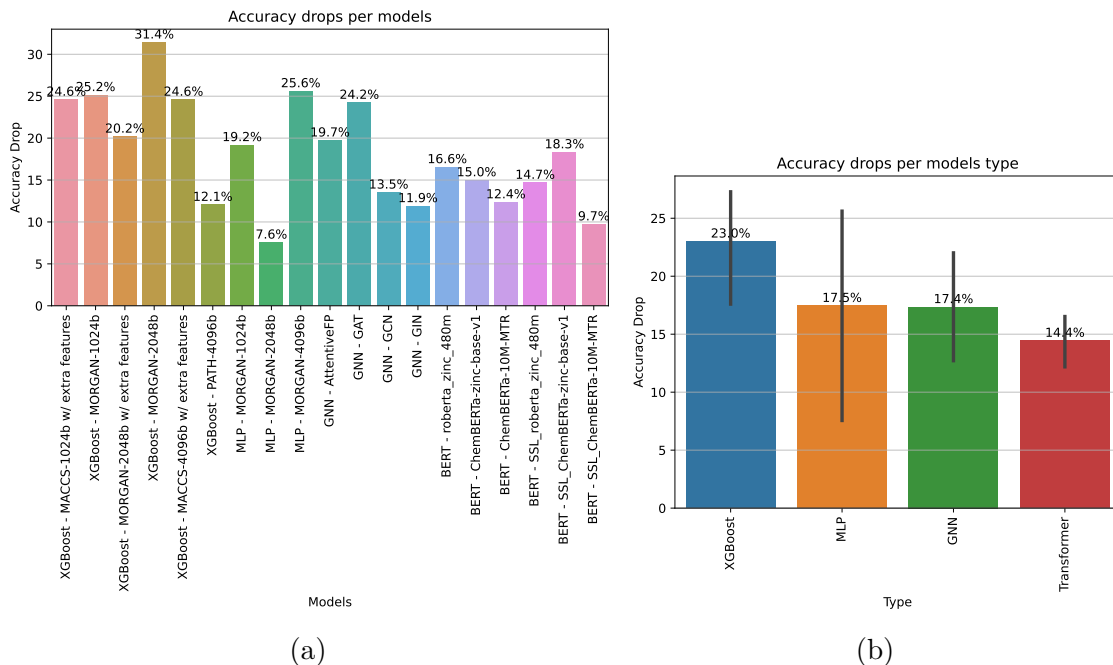 Accuracy drops per models
Accuracy Drop
30
25
20
15
10
5
0
24.6%
25.2%
20.2%
31.4%
24.6%
12.1%
19.2%
7.6%
25.6%
19.7%
24.2%
13.5%
11.9%
16.6%
15.0%
12.4%
14.7%
18.3%
9.7%
XGBoost - MACCS-1024b w/ extra features
XGBoost - MORGAN-1024b
XGBoost - MORGAN-2048b w/ extra features
XGBoost - MORGAN-2048b
XGBoost - MACCS-4096b w/ extra features
XGBoost - PATH-4096b
MLP - MORGAN-1024b
MLP - MORGAN-2048b
MLP - MORGAN-4096b
GNN - AttentiveFP
GNN - GAT
GNN - GCN
GNN - GIN
BERT - roberta_zinc_480m
BERT - ChemBERTa-zinc-base-v1
BERT - ChemBERTa-10M-MTR
BERT - SSL_roberta_zinc_480m
BERT - SSL_ChemBERTa-zinc-base-v1
BERT - SSL_ChemBERTa-10M-MTR
Models
(a)
Accuracy drops per models type
Accuracy Drop
25
20
15
10
5
0
23.0%
17.5%
17.4%
14.4%
XGBoost
MLP
GNN
Transformer
Type
(b)